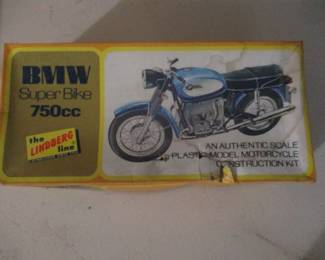 BMW
Super Bike
750cc
the
LINDBERG
line
AN AUTHENTIC SCALE
PLASTIC MODEL MOTORCYCLE
CONSTRUCTION KIT